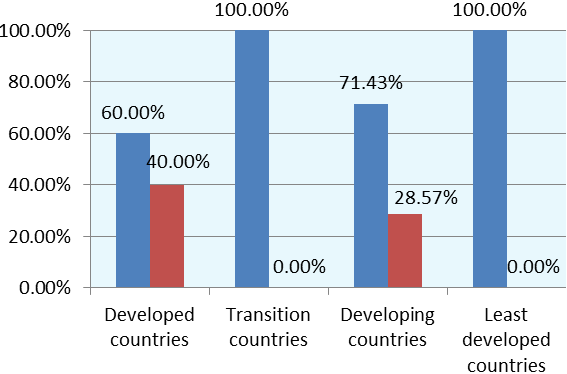 100.00%
100.00%
100.00%
80.00%
60.00%
40.00%
20.00%
0.00%
60.00%
40.00%
0.00%
71.43%
28.57%
0.00%
Developed
countries
Transition
countries
Developing
countries
Least
developed
countries